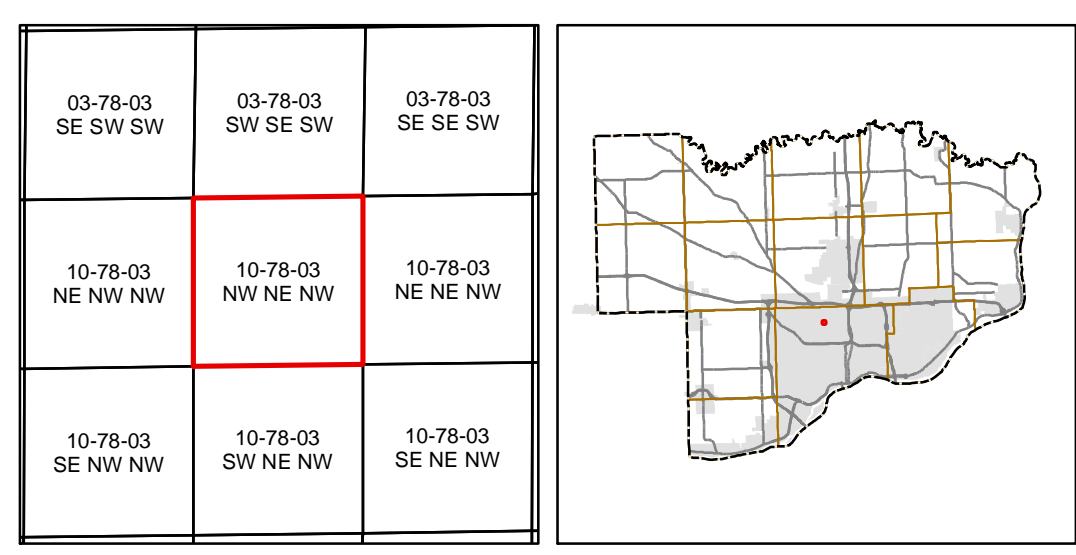 03-78-03
SE SW SW
03-78-03
SW SE SW
03-78-03
SE SE SW
10-78-03
NE NW NW
10-78-03
NW NE NW
10-78-03
NE NE NW
10-78-03
SE NW NW
10-78-03
SW NE NW
10-78-03
SE NE NW